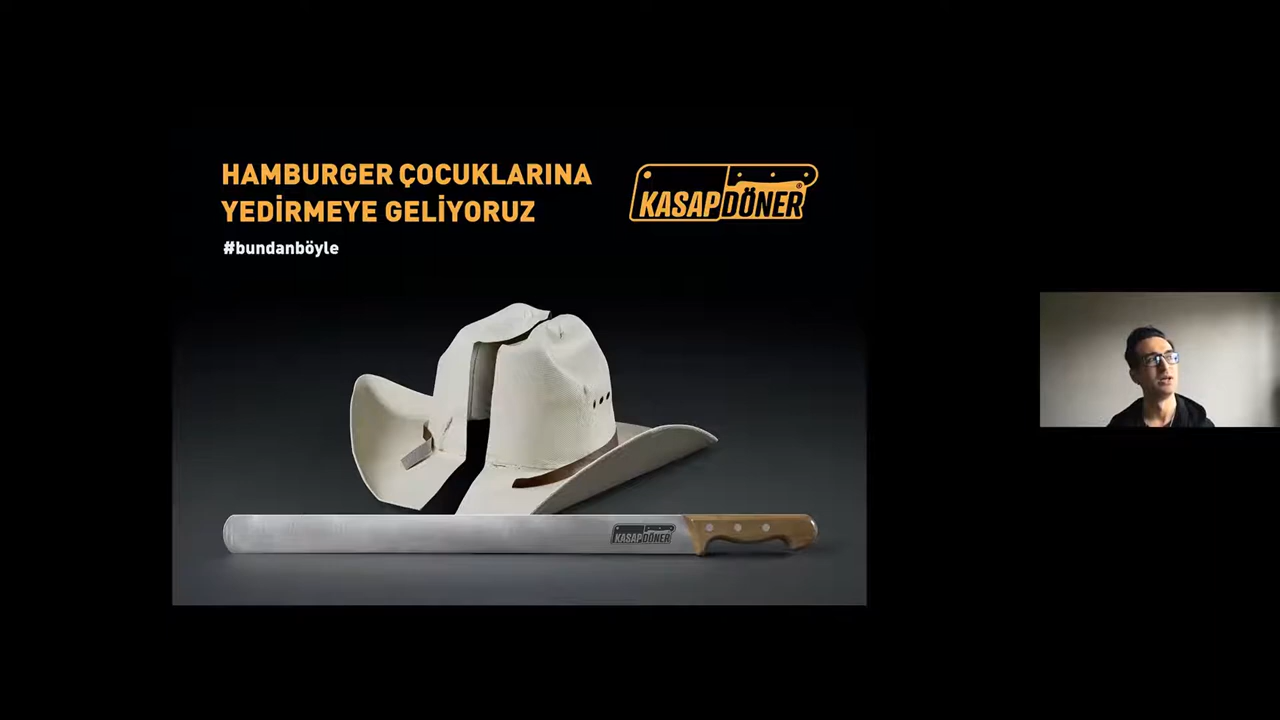 HAMBURGER ÇOCUKLARINA
YEDİRMEYE GELİYORUZ
#bundanböyle
KASAPDÖNER®
KASAPDÖNER